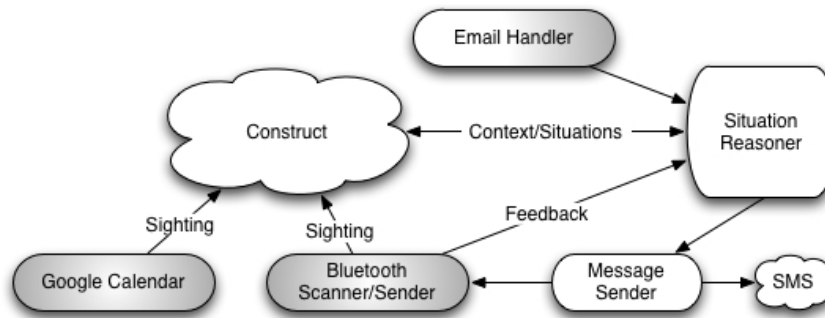 Email Handler
Construct
Context/Situations
Situation
Reasoner
Sighting
Sighting
Feedback
Google Calendar
Bluetooth
Scanner/Sender
Message
Sender
SMS